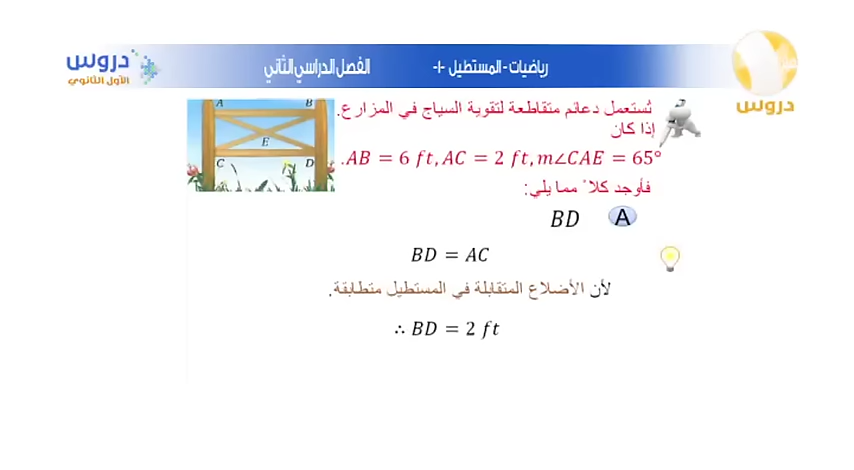 دروس
الأول الثانوي
الفصل الدراسي الثاني
رياضيات - المستطيل -١-
دروس
تُستعمل دعائم متقاطعة لتقوية السياج في المزارع.
إذا كان
AB = 6 ft, AC = 2 ft, m∠CAE = 65°.
فأوجد كلاً مما يلي:
A B
E
C D
A BD
BD = AC
لأن الأضلاع المتقابلة في المستطيل متطابقة.
∴ BD = 2 ft